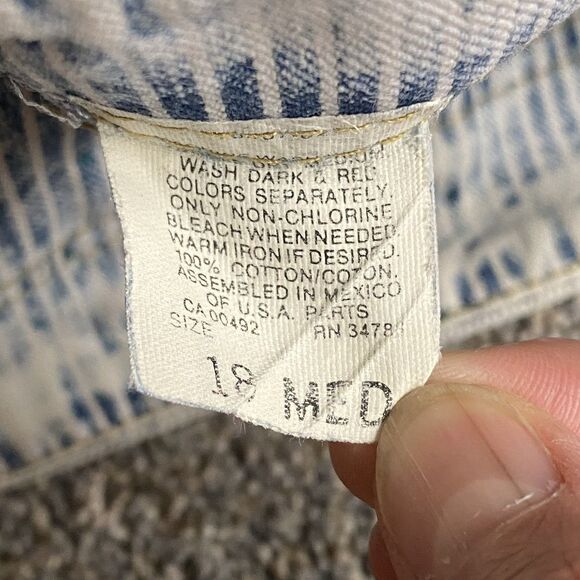 WASH DARK & RED
COLORS SEPARATELY.
ONLY NON-CHLORINE
BLEACH WHEN NEEDED
WARM IRON IF DESIRED.
100% COTTON/COTON.
ASSEMBLED IN MEXICO
OF U.S.A. PARTS
CA 00492 RN 3478
SIZE
18 MED